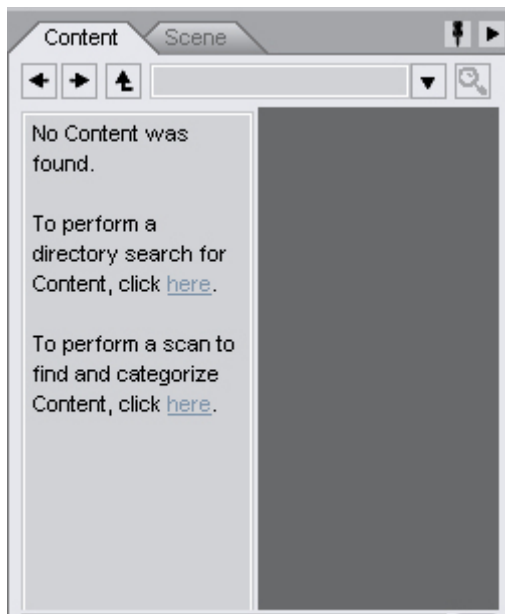 Content Scene
No Content was
found.
To perform a
directory search for
Content, click here.
To perform a scan to
find and categorize
Content, click here.